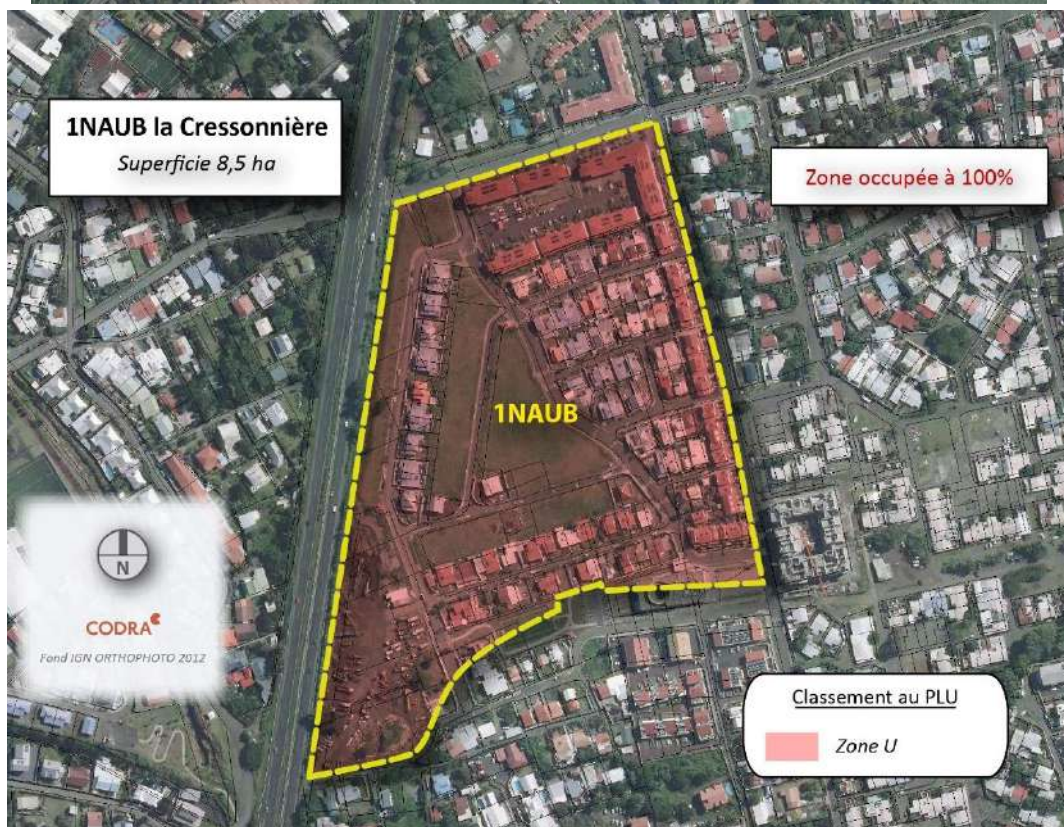 1NAUB la Cressonnière
Superficie 8,5 ha
Zone occupée à 100%
1NAUB
N
CODRA
Fond IGN ORTHOPHOTO 2012
Classement au PLU
Zone U